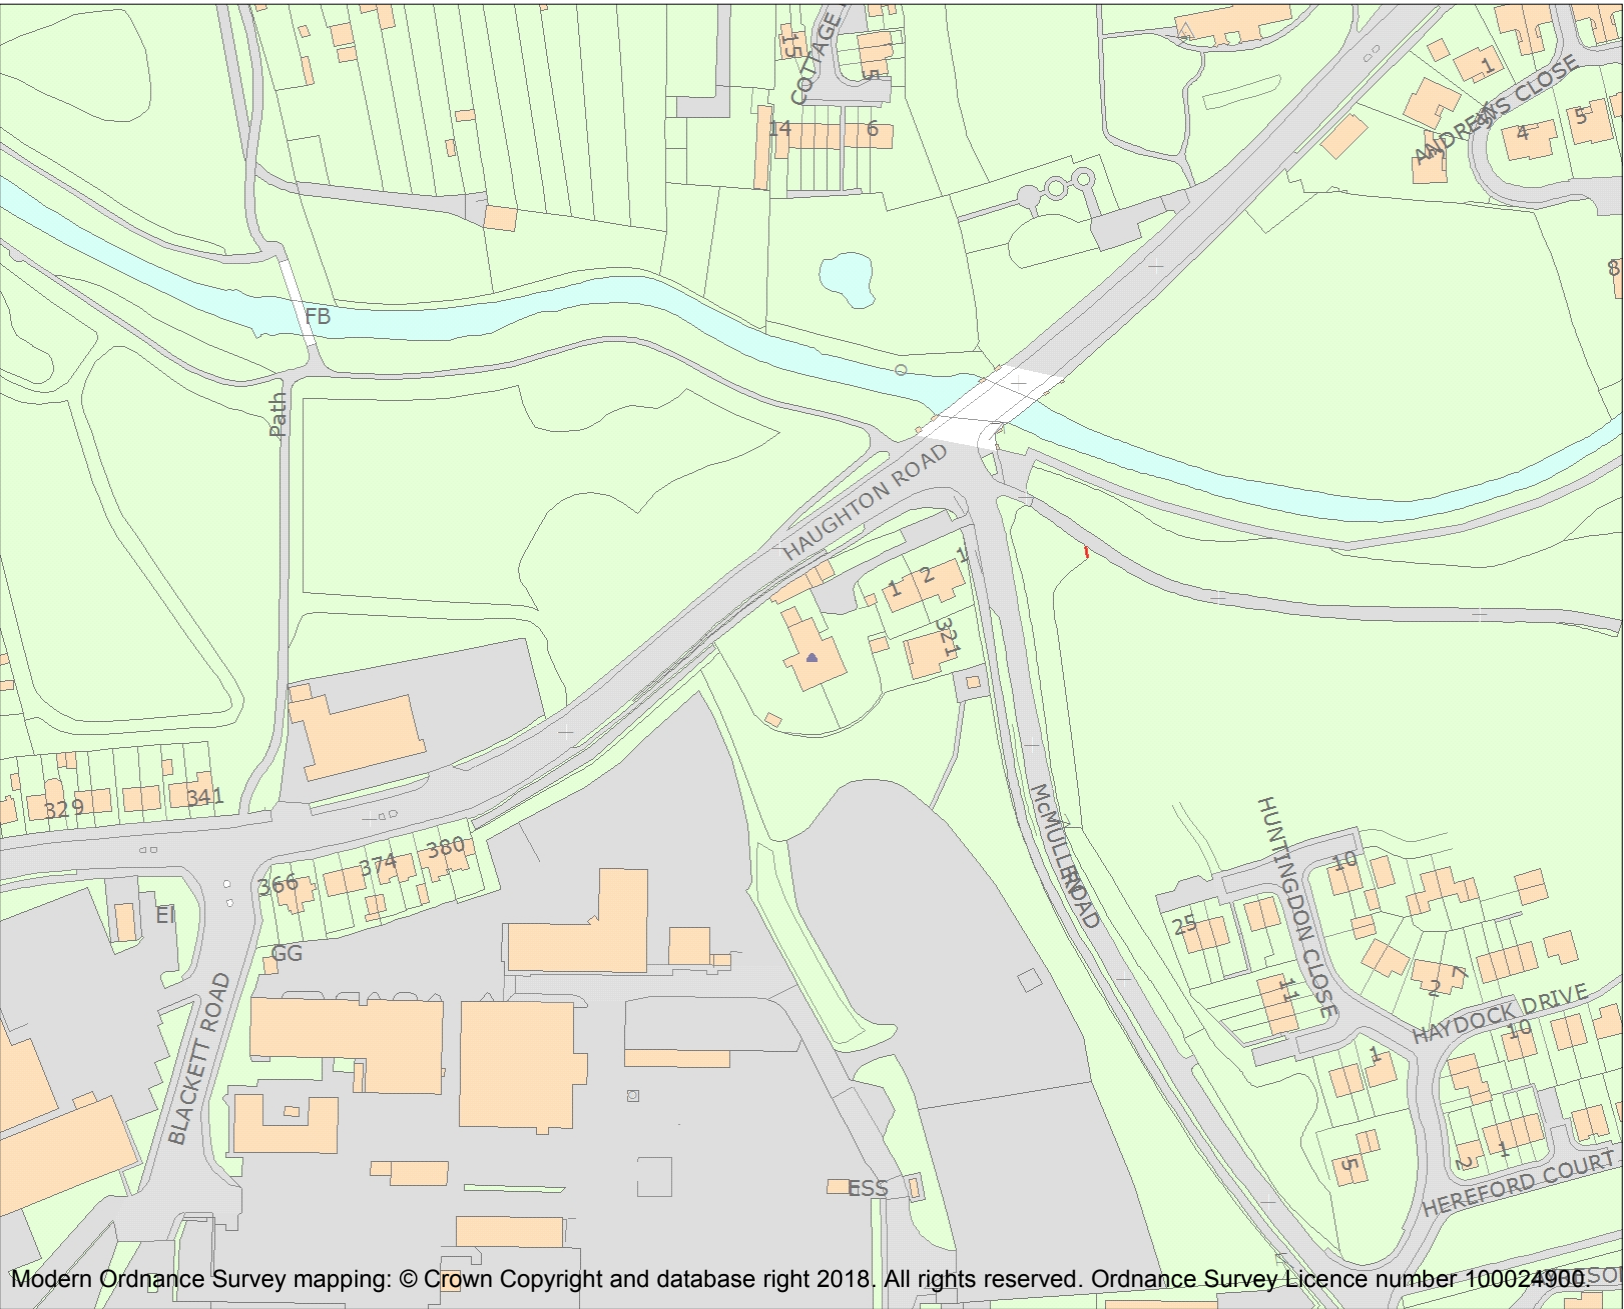 15
COTTAGE
5
14
6
1
ANDREWS CLOSE
4
5
8
FB
Path
HAUGHTON ROAD
1
2
1
321
329
341
366
374
380
EI
GG
BLACKETT ROAD
McMULLEN ROAD
HUNTINGDON CLOSE
10
25
11
2
7
HAYDOCK DRIVE
10
1
5
2
1
HEREFORD COURT
ESS
Modern Ordnance Survey mapping: © Crown Copyright and database right 2018. All rights reserved. Ordnance Survey Licence number 100024900.